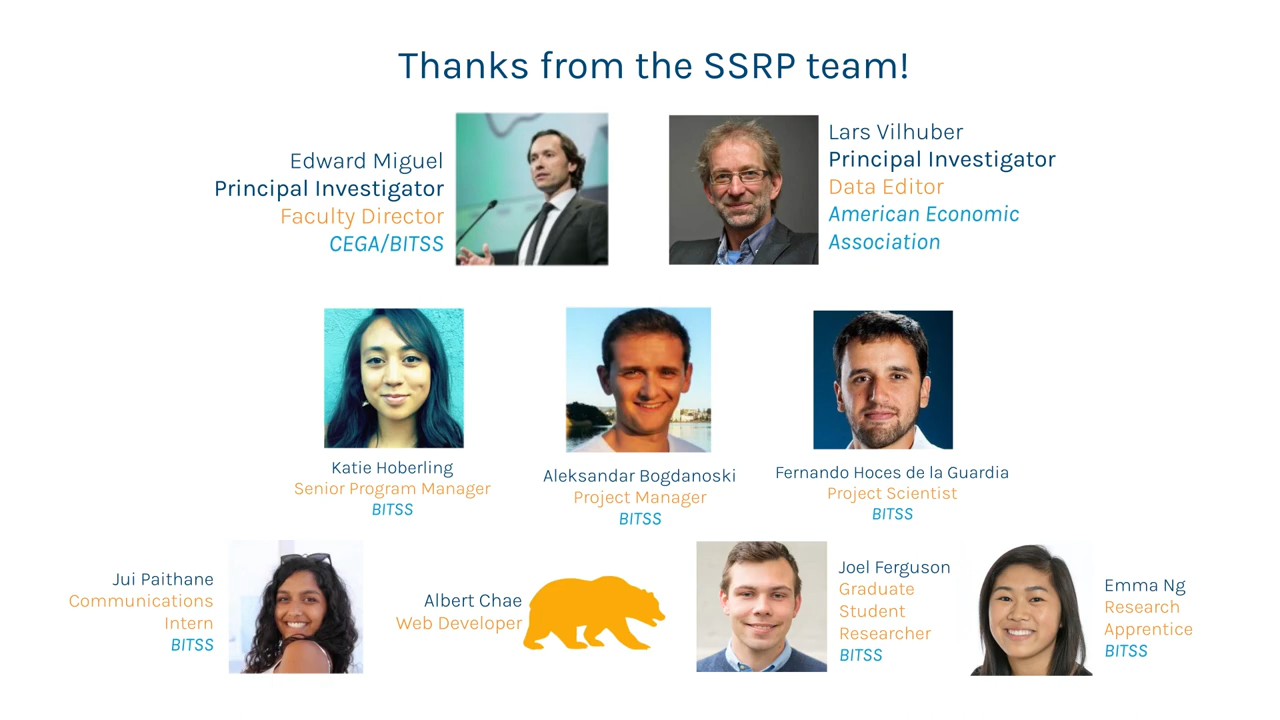 Thanks from the SSRP team!
Edward Miguel
Principal Investigator
Faculty Director
CEGA/BITSS
Lars Vilhuber
Principal Investigator
Data Editor
American Economic
Association
Katie Hoberling
Senior Program Manager
BITSS
Aleksandar Bogdanoski
Project Manager
BITSS
Fernando Hoces de la Guardia
Project Scientist
BITSS
Jui Paithane
Communications
Intern
BITSS
Albert Chae
Web Developer
Joel Ferguson
Graduate
Student
Researcher
BITSS
Emma Ng
Research
Apprentice
BITSS